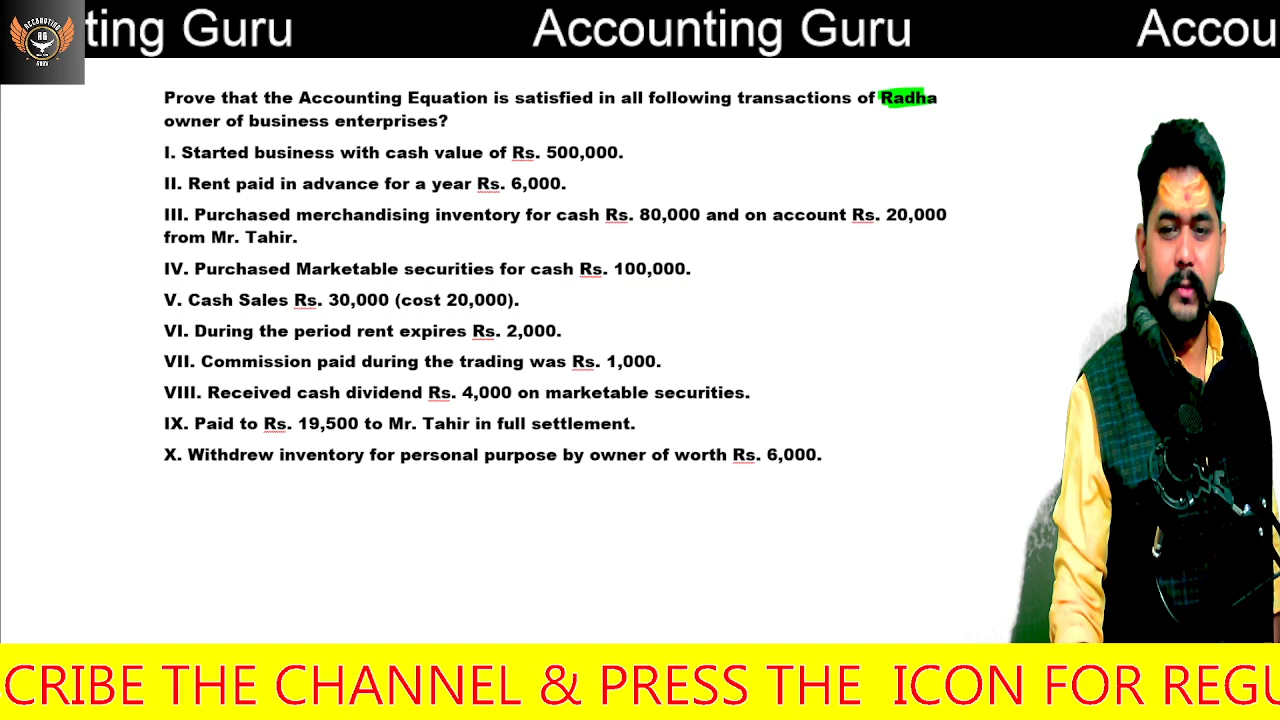 ting Guru Accounting Guru Accou
ACCOUNTING
AG
GURU
Prove that the Accounting Equation is satisfied in all following transactions of Radha
owner of business enterprises?
I. Started business with cash value of Rs. 500,000.
II. Rent paid in advance for a year Rs. 6,000.
III. Purchased merchandising inventory for cash Rs. 80,000 and on account Rs. 20,000
from Mr. Tahir.
IV. Purchased Marketable securities for cash Rs. 100,000.
V. Cash Sales Rs. 30,000 (cost 20,000).
VI. During the period rent expires Rs. 2,000.
VII. Commission paid during the trading was Rs. 1,000.
VIII. Received cash dividend Rs. 4,000 on marketable securities.
IX. Paid to Rs. 19,500 to Mr. Tahir in full settlement.
X. Withdrew inventory for personal purpose by owner of worth Rs. 6,000.
SCRIBE THE CHANNEL & PRESS THE ICON FOR REGU